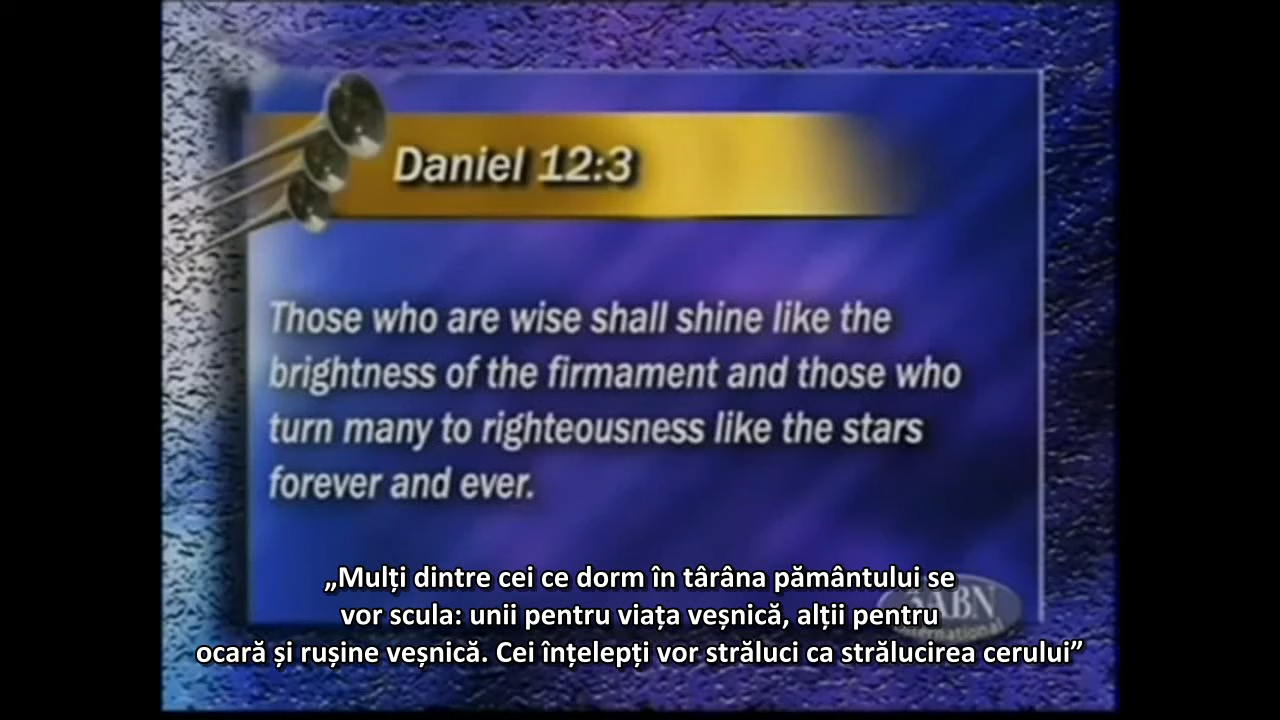 Daniel 12:3
Those who are wise shall shine like the
brightness of the firmament and those who
turn many to righteousness like the stars
forever and ever.
„Mulți dintre cei ce dorm în târâna pământului se
vor scula: unii pentru viața veșnică, alții pentru
ocară și rușine veșnică. Cei înțelepți vor străluci ca strălucirea cerului”